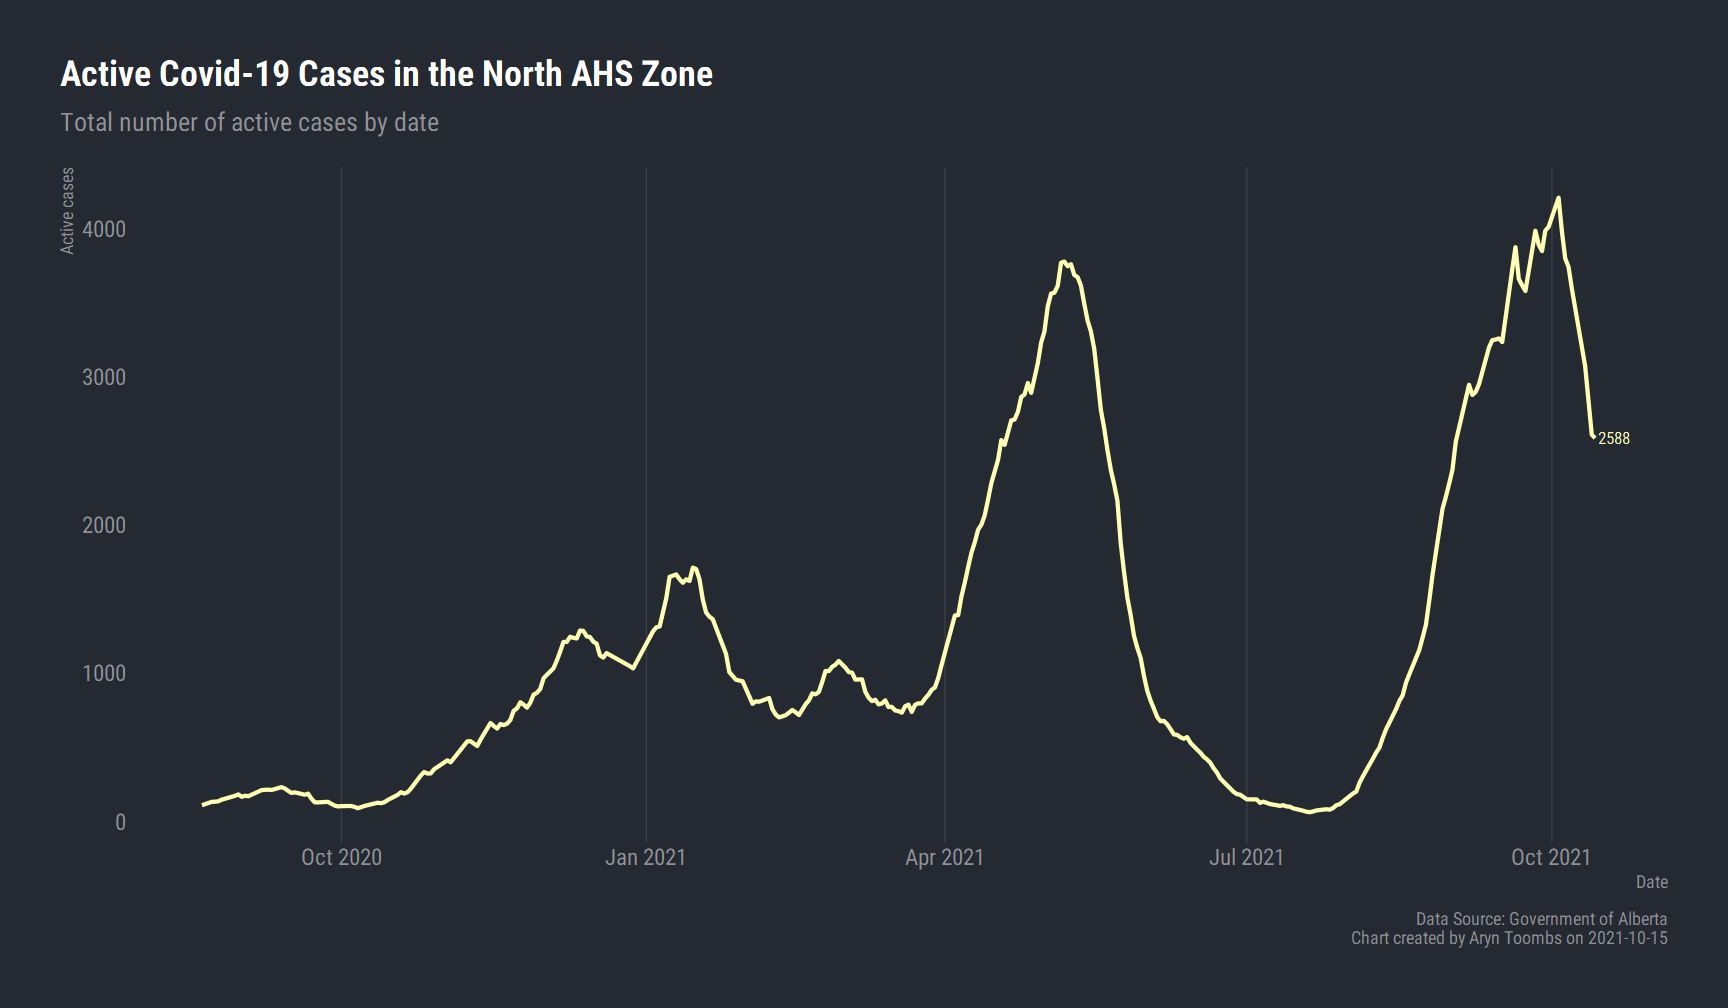 Active Covid-19 Cases in the North AHS Zone
Total number of active cases by date
Active cases
4000
3000
2000
1000
0
2588
Oct 2020
Jan 2021
Apr 2021
Jul 2021
Oct 2021
Date
Data Source: Government of Alberta
Chart created by Aryn Toombs on 2021-10-15